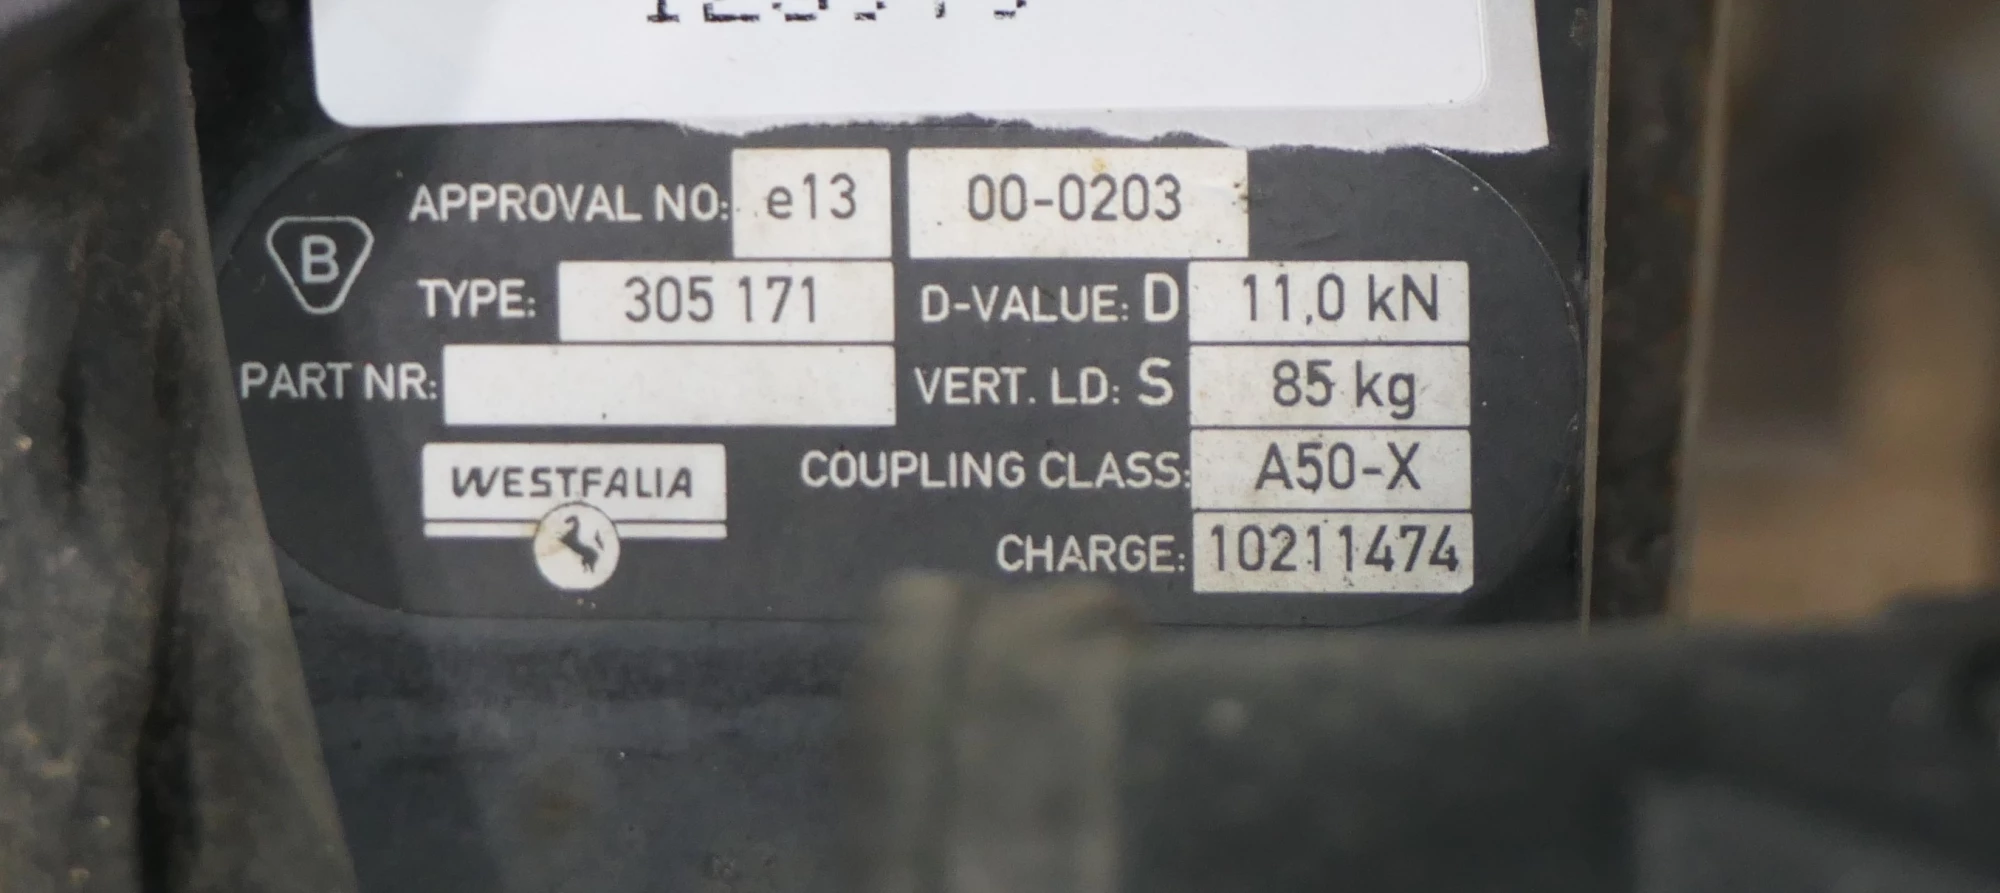 APPROVAL NO: e13 00-0203
B
TYPE: 305 171 D-VALUE: D 11,0 kN
PART NR: VERT. LD: S 85 kg
WESTFALIA COUPLING CLASS: A50-X
CHARGE: 10211474